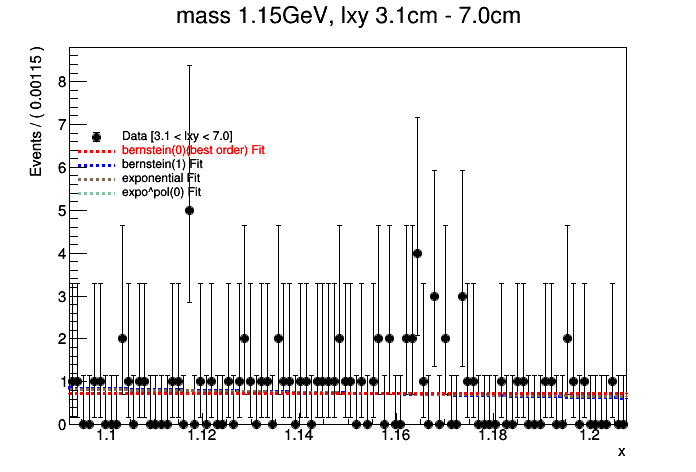 mass 1.15GeV, lxy 3.1cm - 7.0cm
Events / ( 0.00115 )
8
7
6
5
4
3
2
1
0
Data [3.1 < lxy < 7.0]
bernstein(0)(best order) Fit
bernstein(1) Fit
exponential Fit
expo^pol(0) Fit
1.1 1.12 1.14 1.16 1.18 1.2
x